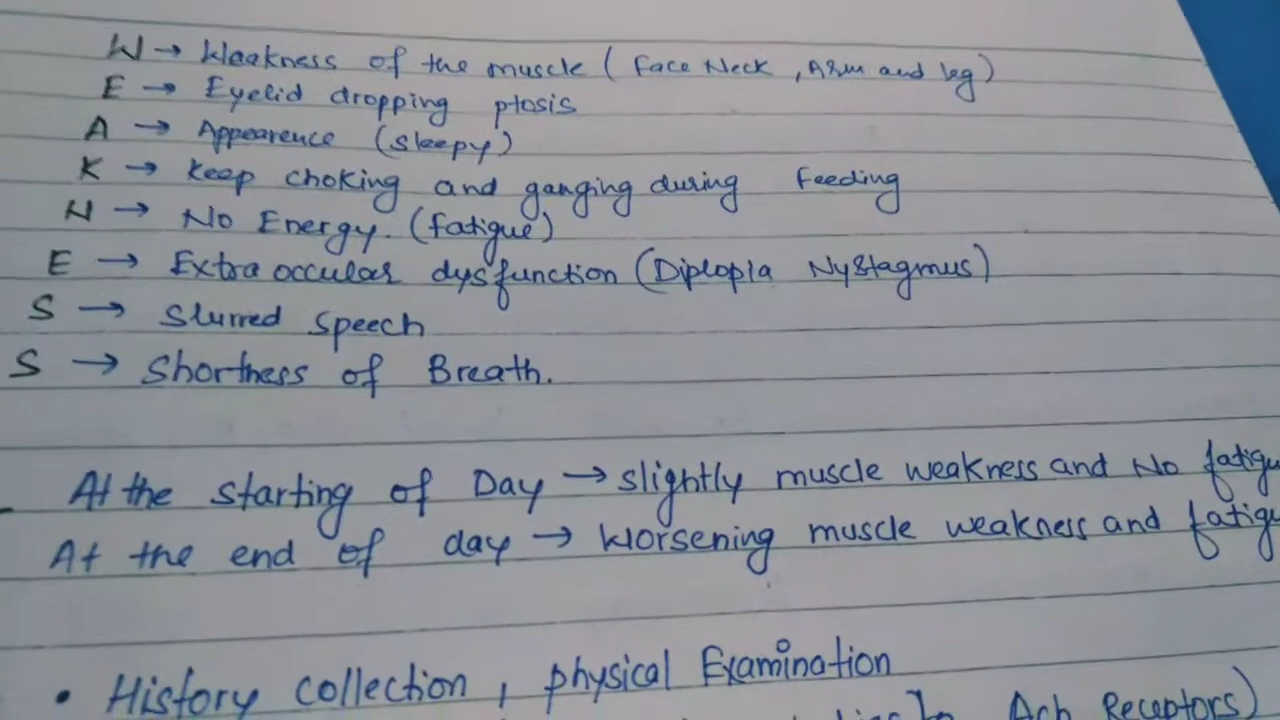 W → Weakness of the muscle ( Face Neck , Arm and leg )
E → Eyelid dropping ptosis
A → Appearence (sleepy)
K → keep choking and ganging during Feeding
N → No Energy. (fatigue)
E → Extra occular dysfunction (Diplopia Nystagmus)
S → Slurred speech
S → Shortness of Breath.
At the starting of Day → slightly muscle weakness and No fatigu
At the end of day → Worsening muscle weakness and fatigu
• History collection , physical Examination
Ach Receptors)